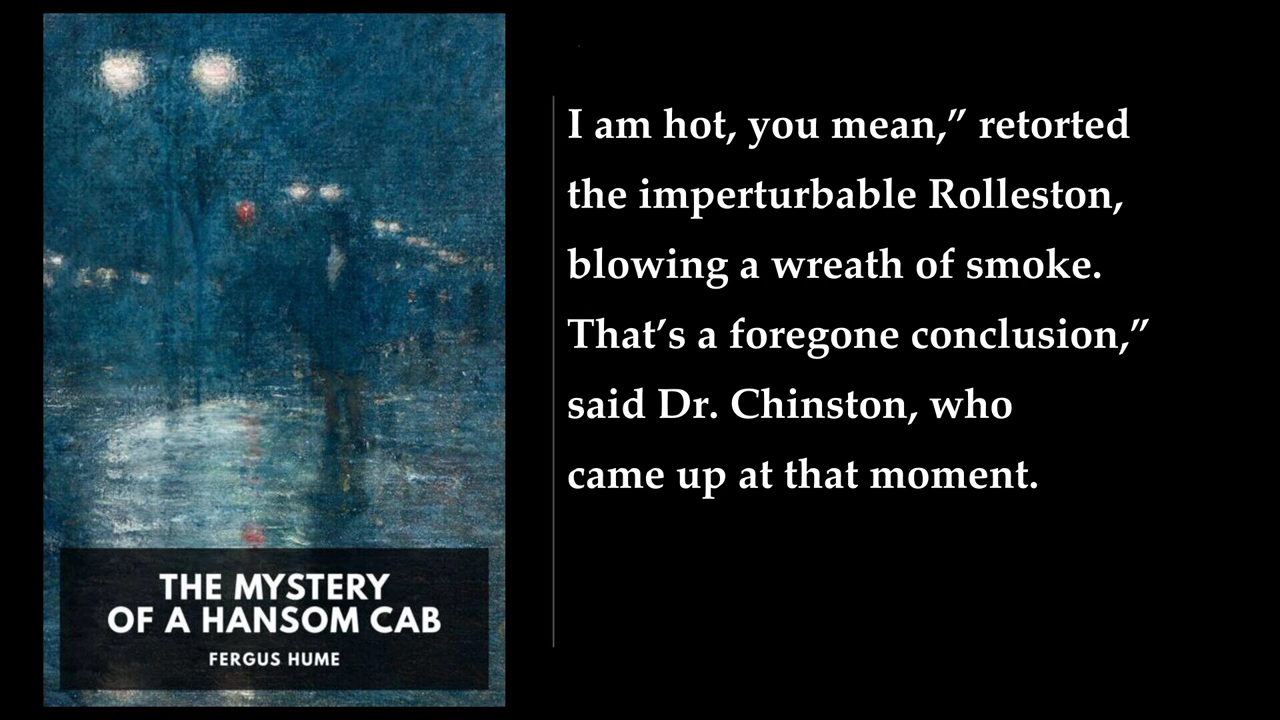 I am hot, you mean,” retorted
the imperturbable Rolleston,
blowing a wreath of smoke.
That’s a foregone conclusion,”
said Dr. Chinston, who
came up at that moment.
THE MYSTERY
OF A HANSOM CAB
FERGUS HUME